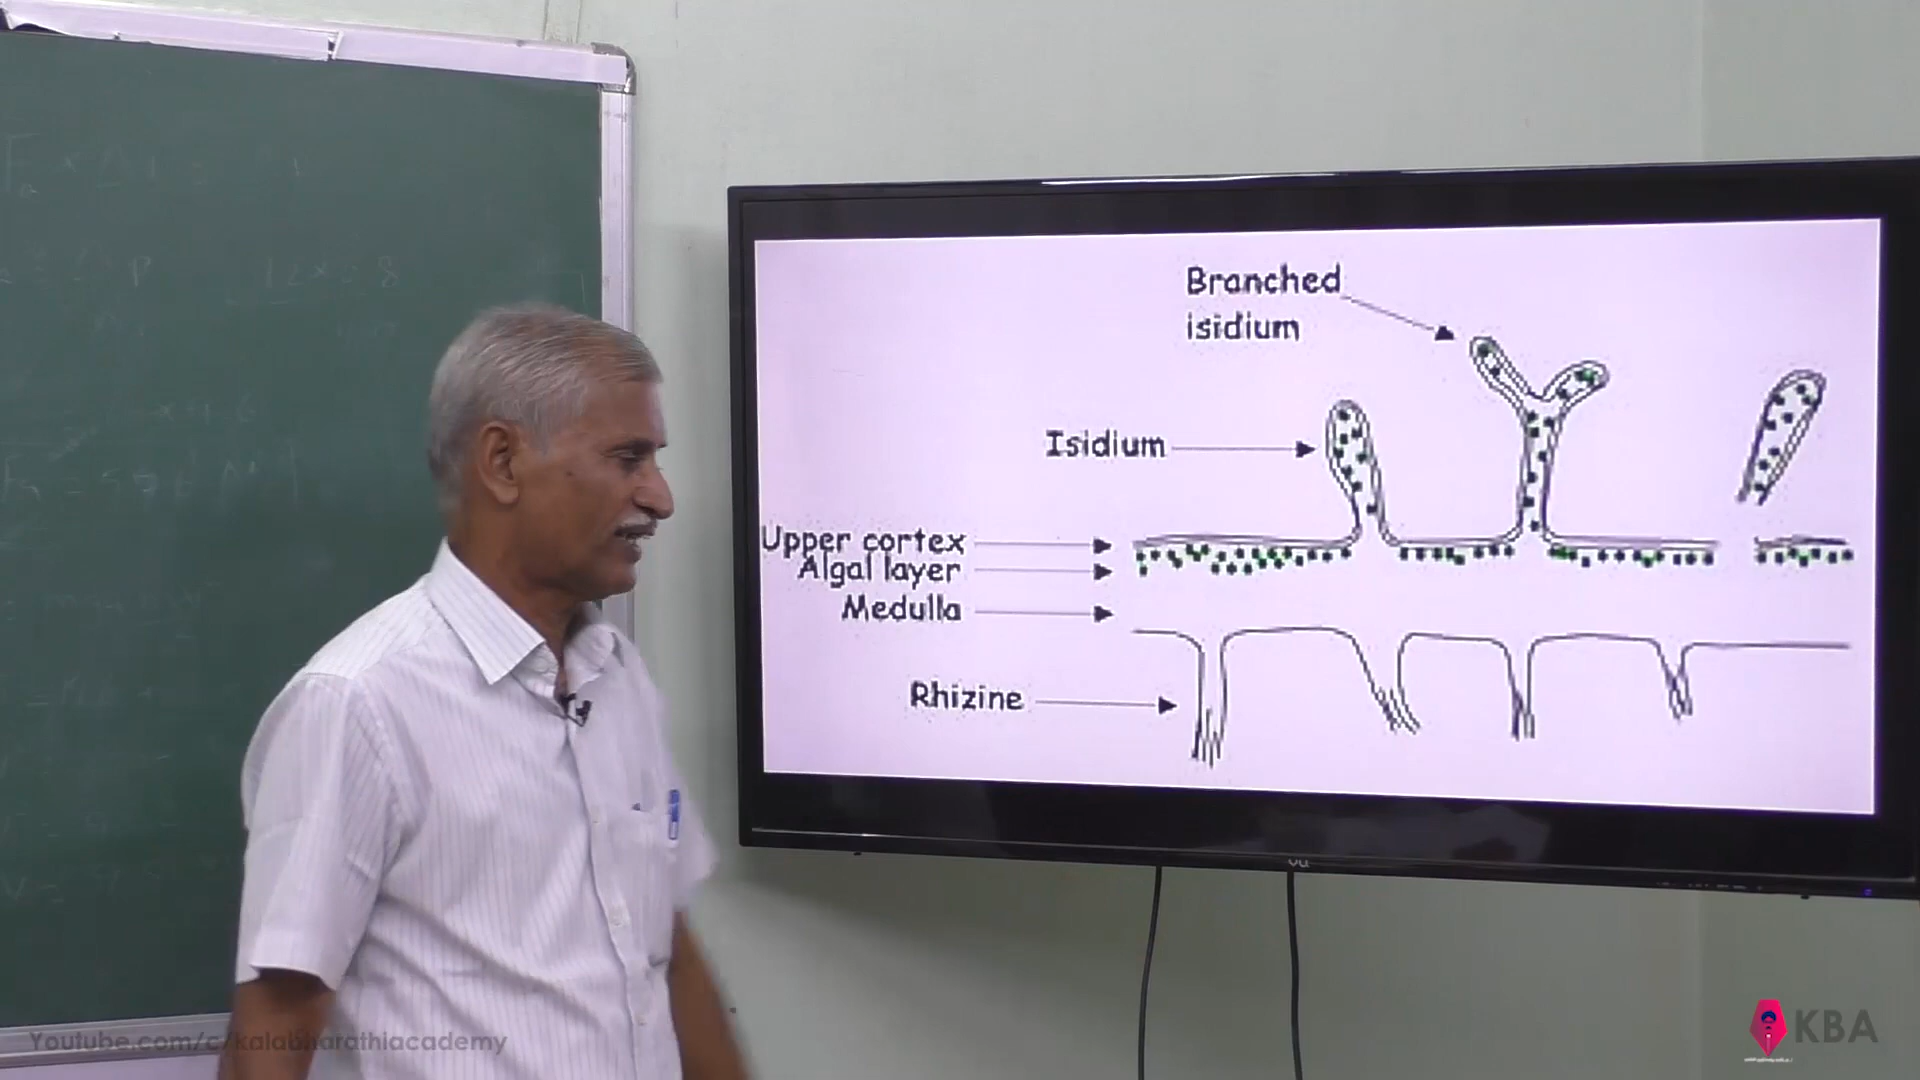 Branched
isidium
Isidium
Upper cortex
Algal layer
Medulla
Rhizine
Youtube.com/c/kalabharathiacademy
KBA